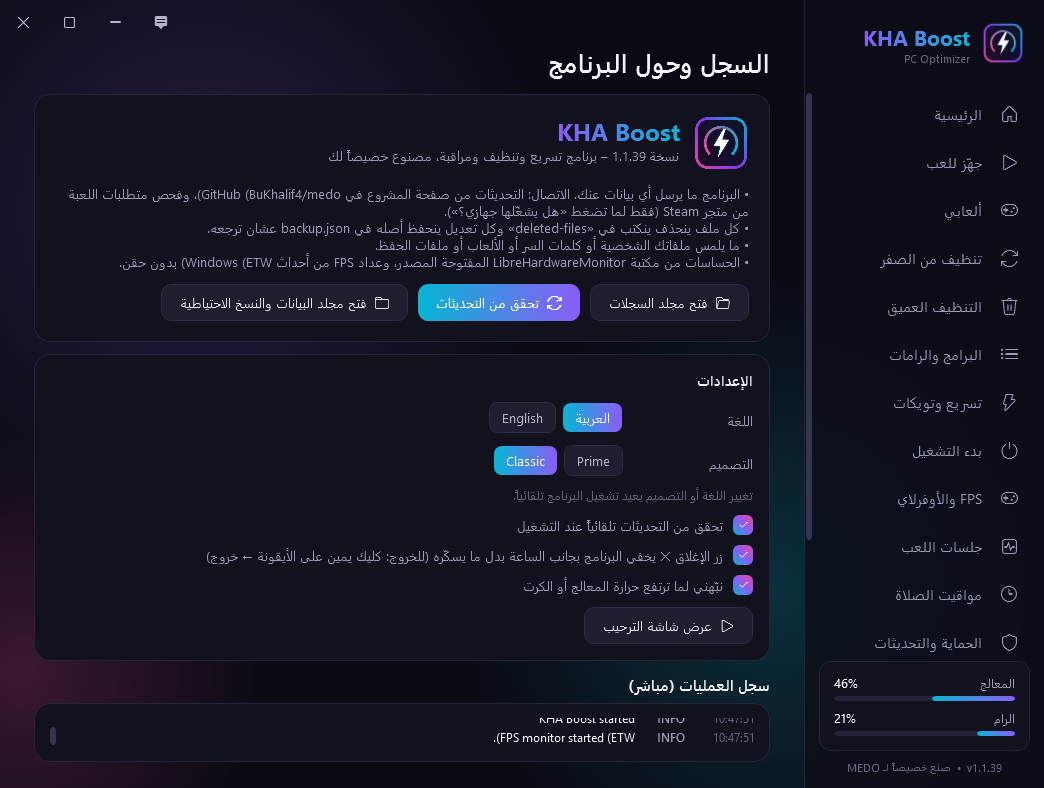 KHA Boost
PC Optimizer
الرئيسية
جهّز للعب
ألعابي
تنظيف من الصفر
التنظيف العميق
البرامج والرامات
تسريع وتويكات
بدء التشغيل
FPS والأوفرلاي
جلسات اللعب
مواقيت الصلاة
الحماية والتحديثات
المعالج 46%
الرام 21%
صنع خصيصاً لـ MEDO • v1.1.39
السجل وحول البرنامج
KHA Boost
نسخة 1.1.39 – برنامج تسريع وتنظيف ومراقبة، مصنوع خصيصاً لك
• البرنامج ما يرسل أي بيانات عنك. الاتصال: التحديثات من صفحة المشروع في GitHub (BuKhalif4/medo)، وفحص متطلبات اللعبة
من متجر Steam (فقط لما تضغط «هل يشغّلها جهازي؟»).
• كل ملف ينحذف ينكتب في «deleted-files» وكل تعديل ينحفظ أصله في backup.json عشان ترجعه.
• ما يلمس ملفاتك الشخصية أو كلمات السر أو الألعاب أو ملفات الحفظ.
• الحساسات من مكتبة LibreHardwareMonitor المفتوحة المصدر، وعداد FPS من أحداث Windows (ETW) بدون حقن.
فتح مجلد السجلات
تحقق من التحديثات
فتح مجلد البيانات والنسخ الاحتياطية
الإعدادات
اللغة العربية English
التصميم Prime Classic
تغيير اللغة أو التصميم يعيد تشغيل البرنامج تلقائياً.
تحقق من التحديثات تلقائياً عند التشغيل
زر الإغلاق ✕ يخفي البرنامج بجانب الساعة بدل ما يسكّره (للخروج: كليك يمين على الأيقونة ← خروج)
نبّهني لما ترتفع حرارة المعالج أو الكرت
عرض شاشة الترحيب
سجل العمليات (مباشر)
10:47:51 INFO KHA Boost started
10:47:51 INFO FPS monitor started (ETW).